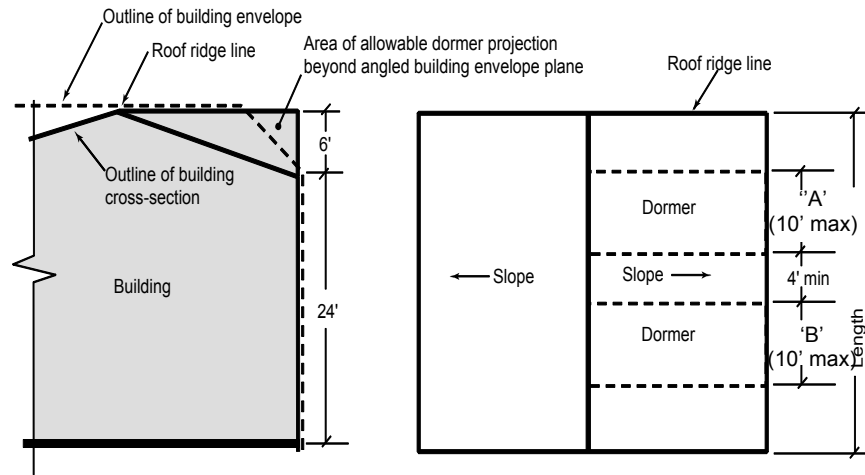 Outline of building envelope
Roof ridge line
Area of allowable dormer projection
beyond angled building envelope plane
6'
Outline of building
cross-section
Building
24'
Roof ridge line
Dormer
‘'A’
(10’ max)
Slope
Slope
4' min
Dormer
‘B’
(10’ max)
Length